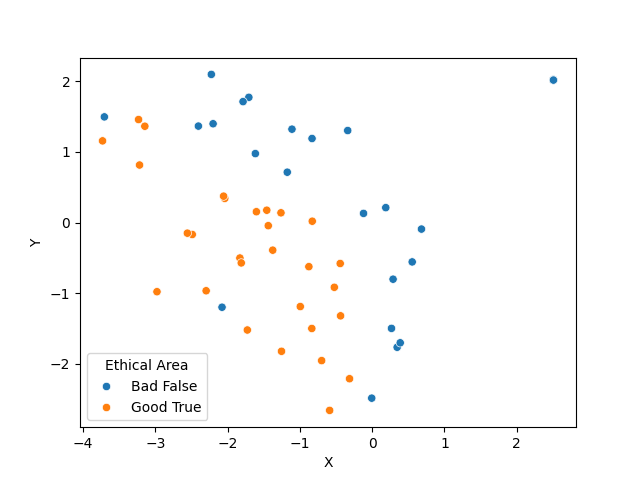 2
1
0
−1
−2
Y
Ethical Area
Bad False
Good True
−4 −3 −2 −1 0 1 2
X